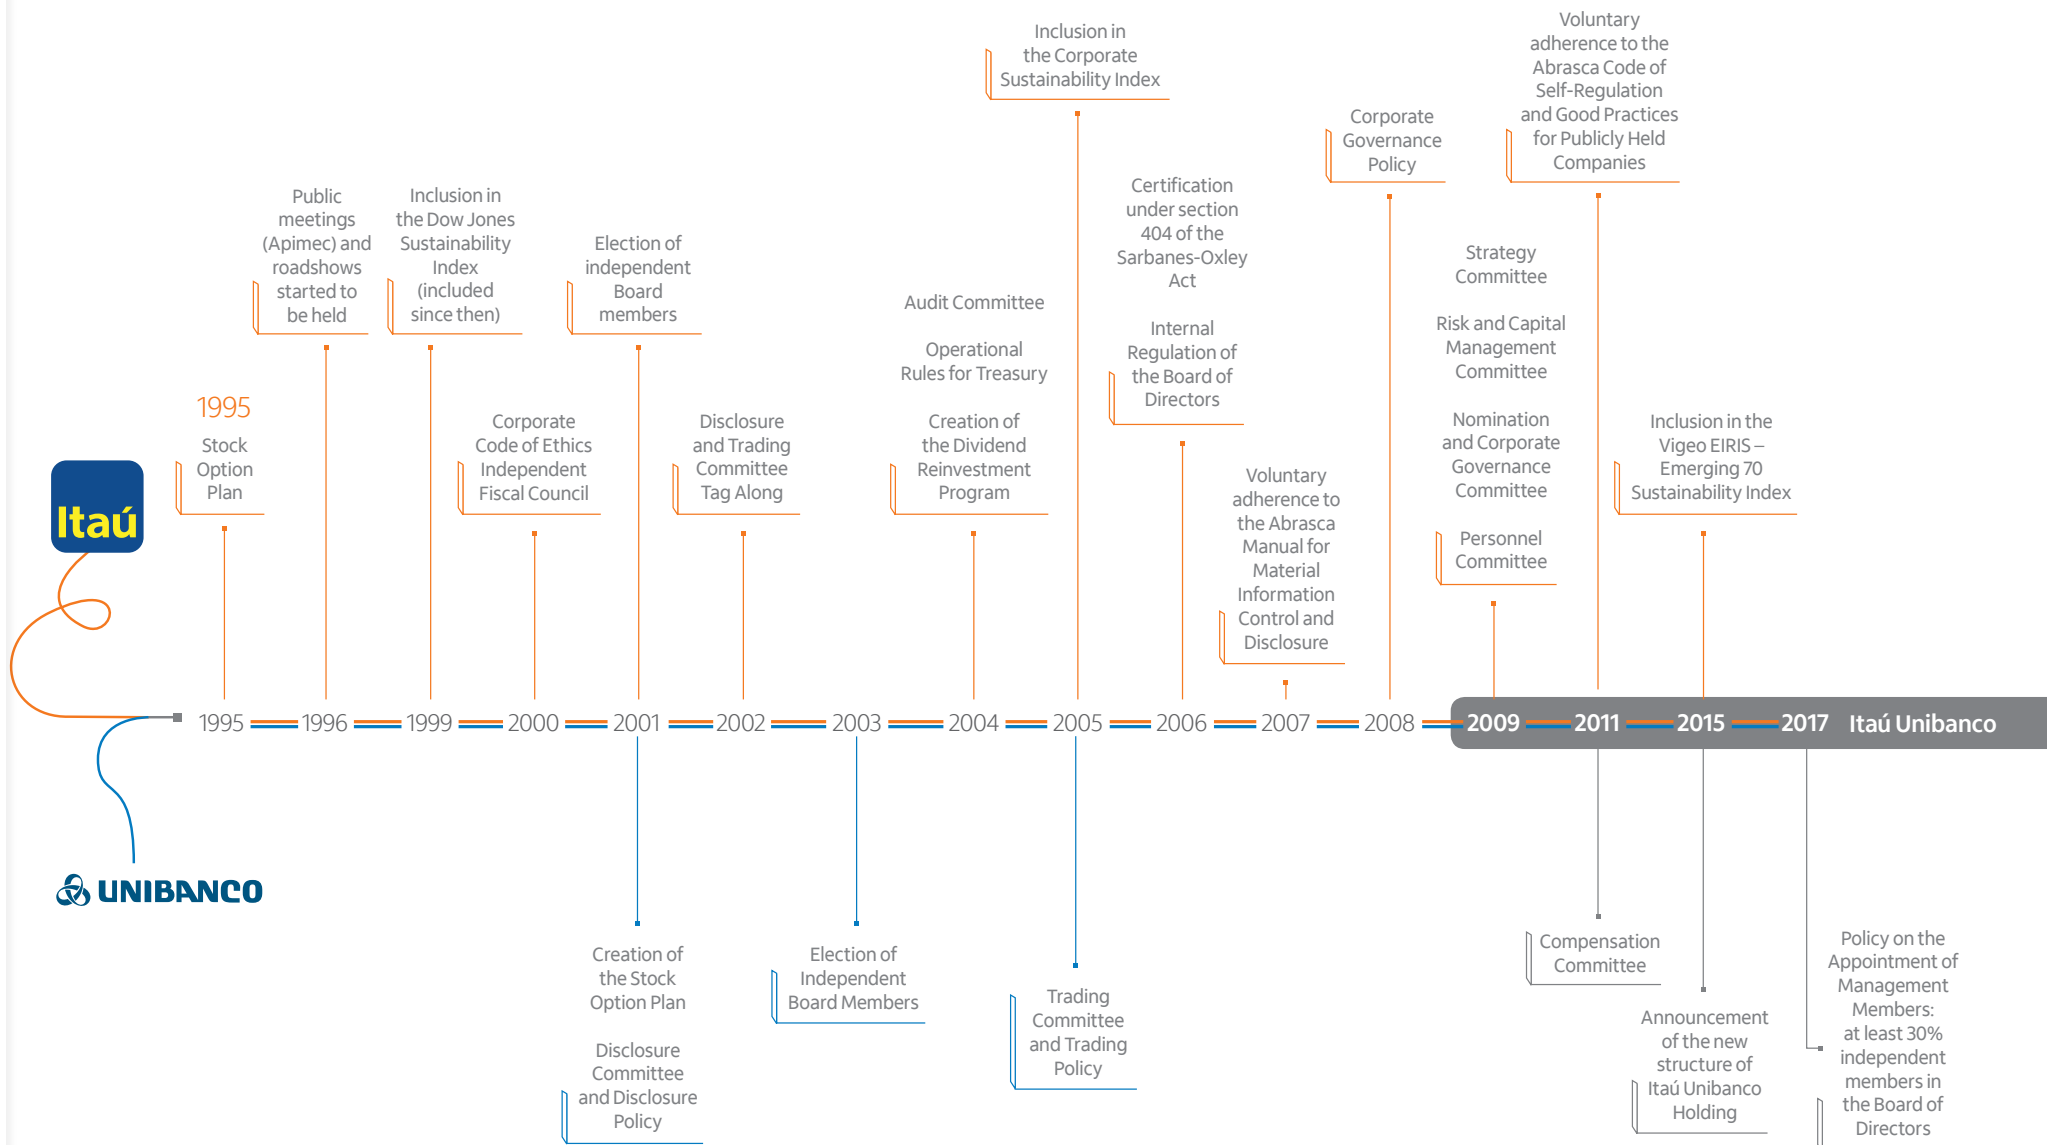 Inclusion in
the Corporate
Sustainability Index
Voluntary
adherence to the
Abrasca Code of
Self-Regulation
and Good Practices
for Publicly Held
Companies
Corporate
Governance
Policy
Public
meetings
(Apimec) and
roadshows
started to
be held
Inclusion in
the Dow Jones
Sustainability
Index
(included
since then)
Election of
independent
Board
members
Certification
under section
404 of the
Sarbanes-Oxley
Act
Internal
Regulation of
the Board of
Directors
Audit Committee
Operational
Rules for Treasury
Creation of
the Dividend
Reinvestment
Program
Strategy
Committee
Risk and Capital
Management
Committee
Nomination
and Corporate
Governance
Committee
Personnel
Committee
1995
Stock
Option
Plan
Corporate
Code of Ethics
Independent
Fiscal Council
Disclosure
and Trading
Committee
Tag Along
Voluntary
adherence to
the Abrasca
Manual for
Material
Information
Control and
Disclosure
Inclusion in the
Vigeo EIRIS –
Emerging 70
Sustainability Index
Itaú
1995 1996 1999 2000 2001 2002 2003 2004 2005 2006 2007 2008 2009 2011 2015 2017 Itaú Unibanco
UNIBANCO
Creation of
the Stock
Option Plan
Disclosure
Committee
and Disclosure
Policy
Election of
Independent
Board Members
Trading
Committee
and Trading
Policy
Compensation
Committee
Announcement
of the new
structure of
Itaú Unibanco
Holding
Policy on the
Appointment of
Management
Members:
at least 30%
independent
members in
the Board of
Directors